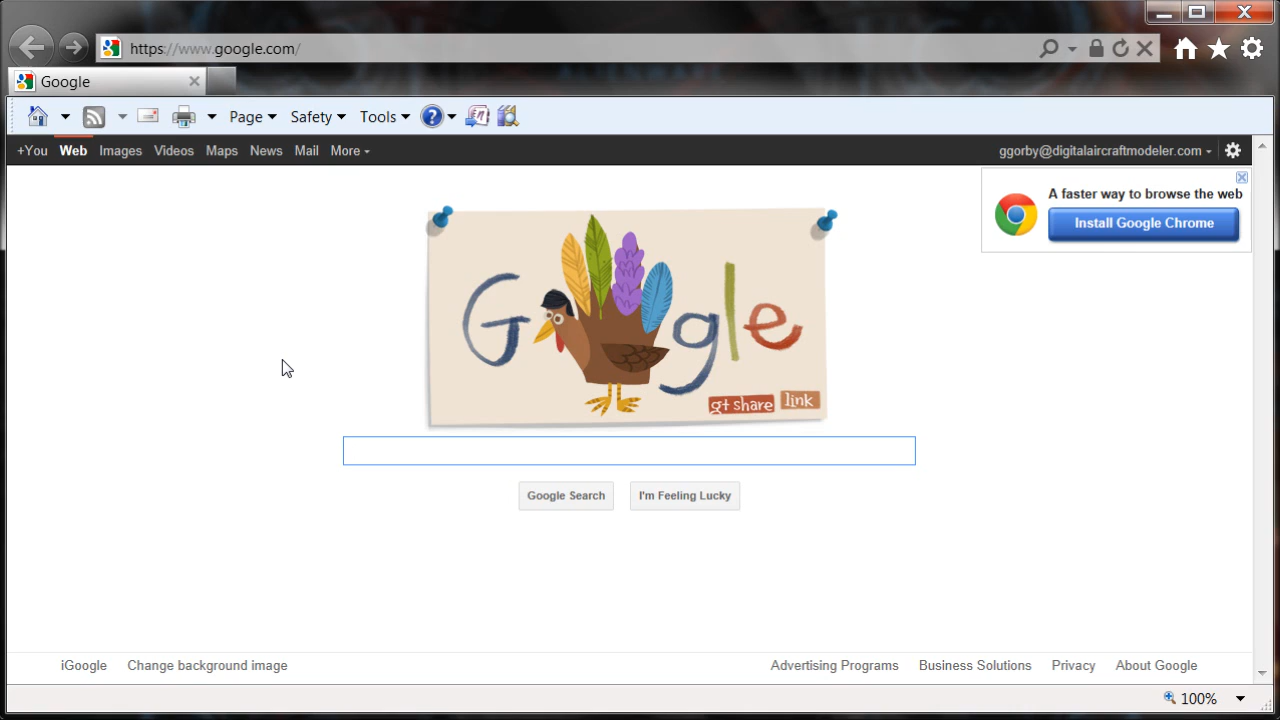 https://www.google.com/
Google
Page Safety Tools
+You Web Images Videos Maps News Mail More
ggorby@digitalaircraftmodeler.com
A faster way to browse the web
Install Google Chrome
Google
g+ share link
Google Search I'm Feeling Lucky
iGoogle Change background image Advertising Programs Business Solutions Privacy About Google
100%